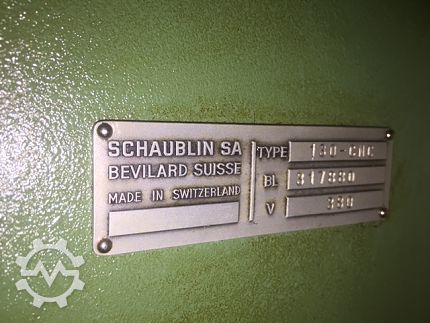 SCHAUBLIN SA
BEVILARD SUISSE
MADE IN SWITZERLAND
TYPE 130-CNC
BL 317880
V 380